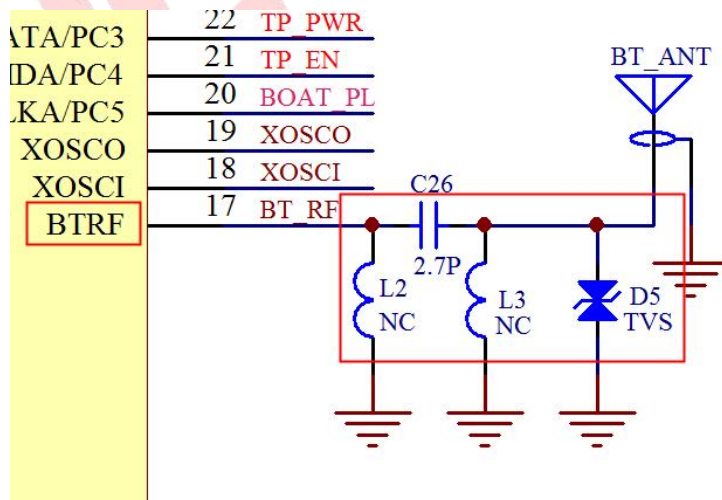 22 TP_PWR
ATA/PC3
21 TP_EN
IDA/PC4
20 BOAT_PL
LKA/PC5
19 XOSCO
XOSCO
18 XOSCI
XOSCI
17 BT_RF
BTRF
BT_ANT
C26
2.7P
L2
NC
L3
NC
D5
TVS